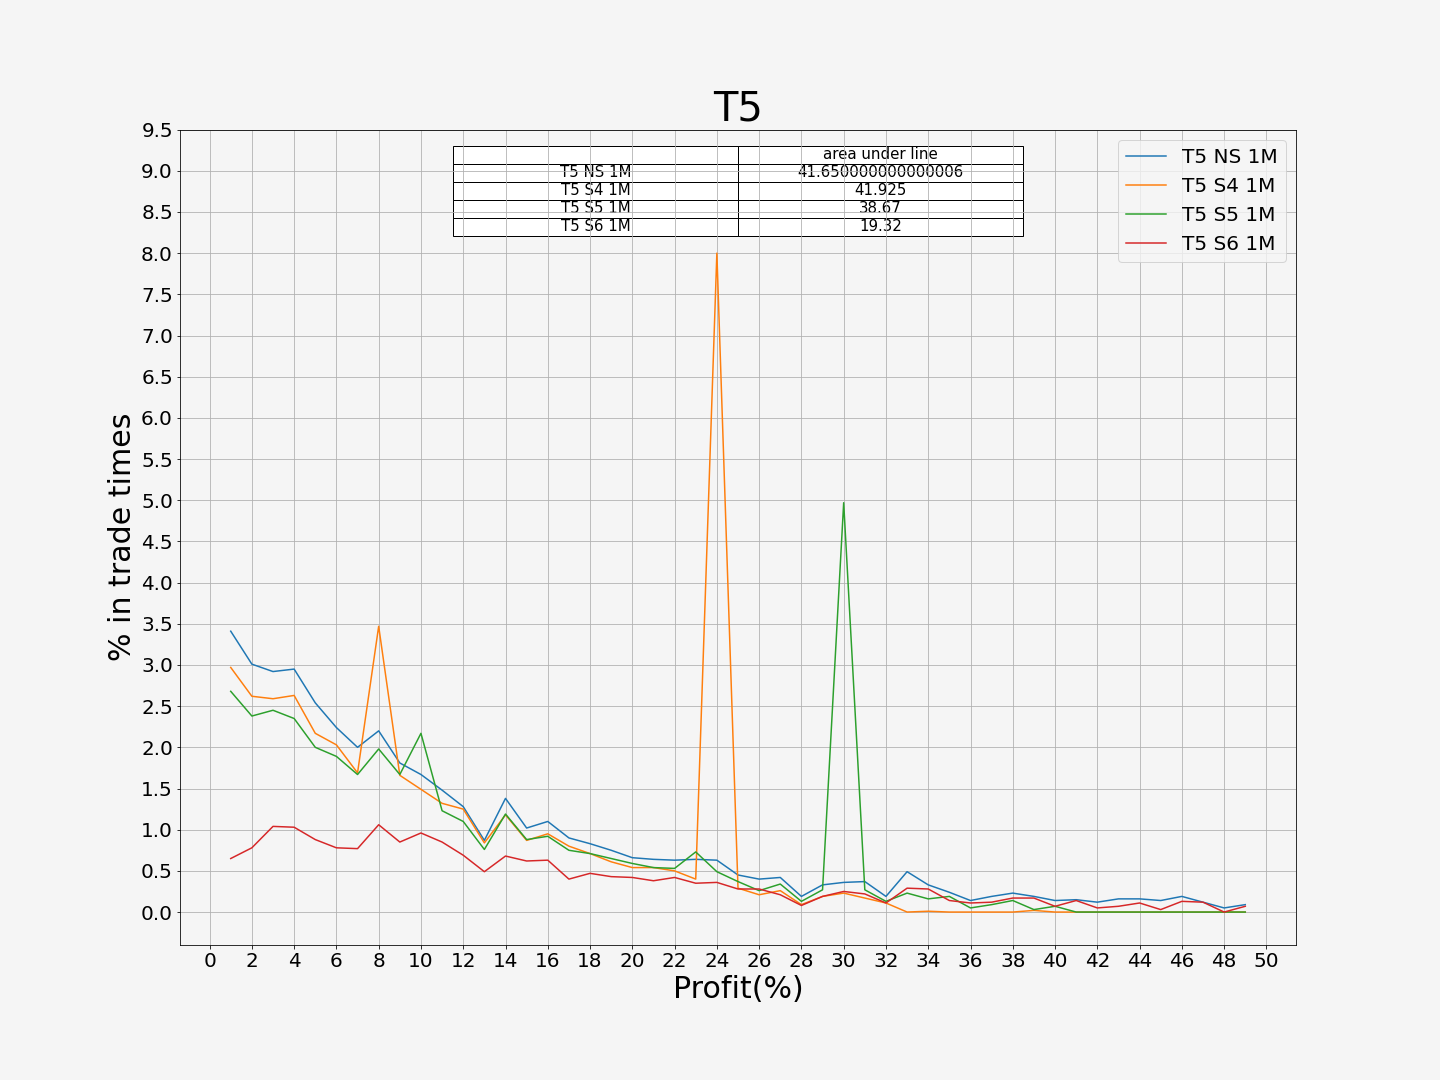 T5
area under line
T5 NS 1M 41.650000000000006
T5 S4 1M 41.925
T5 S5 1M 38.67
T5 S6 1M 19.32
T5 NS 1M
T5 S4 1M
T5 S5 1M
T5 S6 1M
9.5
9.0
8.5
8.0
7.5
7.0
6.5
6.0
5.5
5.0
4.5
4.0
3.5
3.0
2.5
2.0
1.5
1.0
0.5
0.0
% in trade times
0 2 4 6 8 10 12 14 16 18 20 22 24 26 28 30 32 34 36 38 40 42 44 46 48 50
Profit(%)